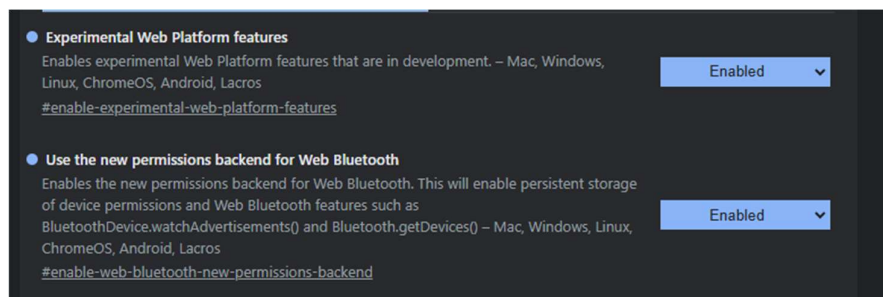 Experimental Web Platform features
Enables experimental Web Platform features that are in development. – Mac, Windows,
Linux, ChromeOS, Android, Lacros
#enable-experimental-web-platform-features
Enabled
Use the new permissions backend for Web Bluetooth
Enables the new permissions backend for Web Bluetooth. This will enable persistent storage
of device permissions and Web Bluetooth features such as
BluetoothDevice.watchAdvertisements() and Bluetooth.getDevices() – Mac, Windows, Linux,
ChromeOS, Android, Lacros
#enable-web-bluetooth-new-permissions-backend
Enabled